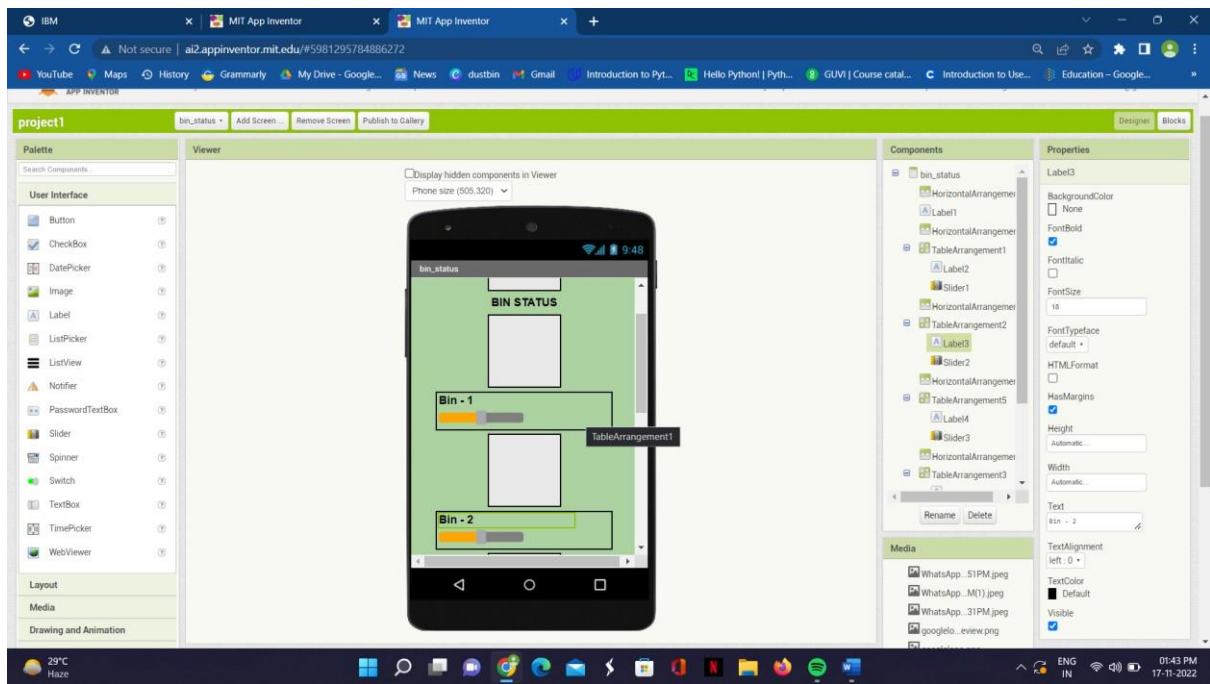 IBM
MIT App Inventor
MIT App Inventor
Not secure | ai2.appinventor.mit.edu/#5981295784886272
YouTube Maps History Grammarly My Drive - Google... News dustbin Gmail Introduction to Pyt... Hello Python! | Pyth... GUVI | Course catal... Introduction to Use... Education – Google... »
APP INVENTOR
project1
bin_status Add Screen ... Remove Screen Publish to Gallery
Designer Blocks
Palette
Search Components...
User Interface
Button
CheckBox
DatePicker
Image
Label
ListPicker
ListView
Notifier
PasswordTextBox
Slider
Spinner
Switch
TextBox
TimePicker
WebViewer
Layout
Media
Drawing and Animation
Viewer
Display hidden components in Viewer
Phone size (505,320)
9:48
bin_status
BIN STATUS
Bin - 1
TableArrangement1
Bin - 2
Components
bin_status
HorizontalArrangemer
Label1
HorizontalArrangemer
TableArrangement1
Label2
Slider1
HorizontalArrangemer
TableArrangement2
Label3
Slider2
HorizontalArrangemer
TableArrangement5
Label4
Slider3
HorizontalArrangemer
TableArrangement3
Rename Delete
Media
WhatsApp...51PM.jpeg
WhatsApp...M(1).jpeg
WhatsApp...31PM.jpeg
googlelo...eview.png
Properties
Label3
BackgroundColor
None
FontBold
FontItalic
FontSize
18
FontTypeface
default
HTMLFormat
HasMargins
Height
Automatic...
Width
Automatic...
Text
Bin - 2
TextAlignment
left : 0
TextColor
Default
Visible
29°C
Haze
ENG
IN
01:43 PM
17-11-2022